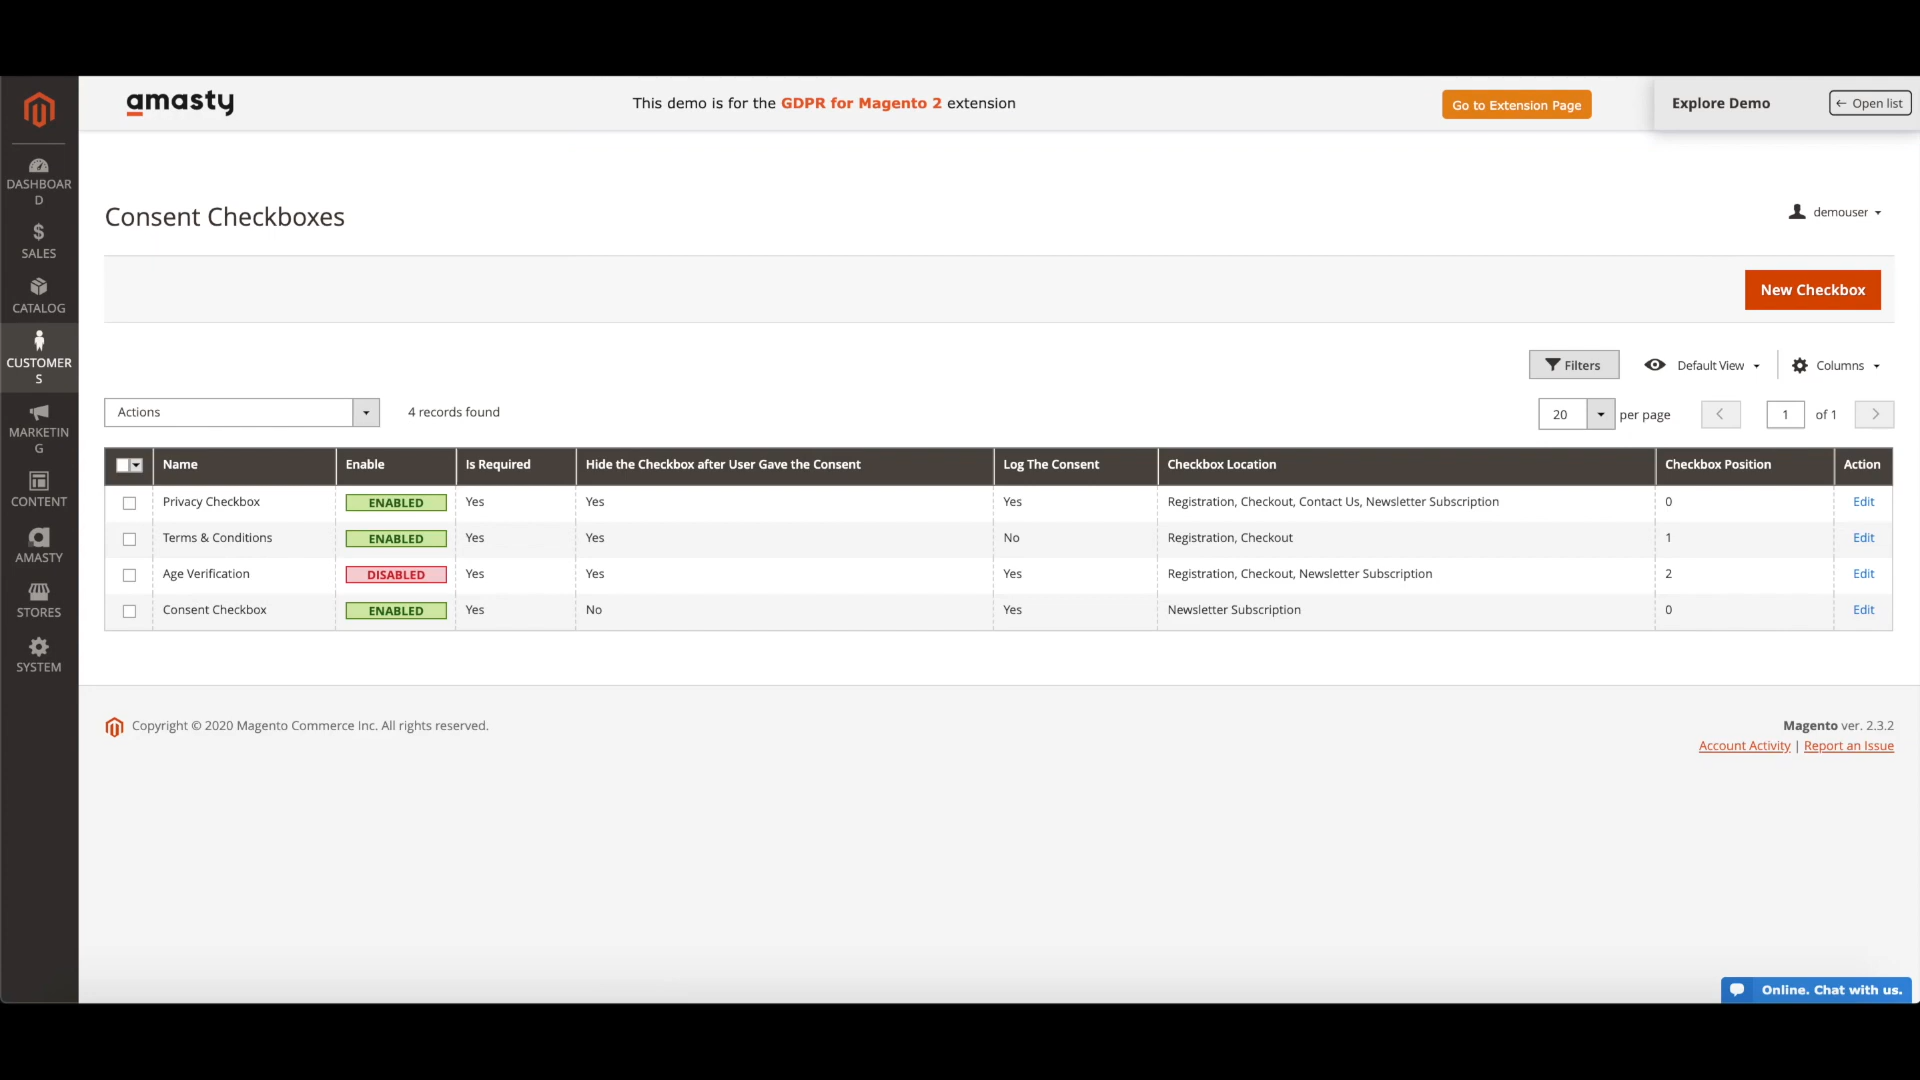 amasty
This demo is for the GDPR for Magento 2 extension
Go to Extension Page
Explore Demo
← Open list
DASHBOAR
D
SALES
CATALOG
CUSTOMER
S
MARKETIN
G
CONTENT
AMASTY
STORES
SYSTEM
Consent Checkboxes
demouser
New Checkbox
Filters
Default View
Columns
Actions
4 records found
20
per page
1
of 1
Name Enable Is Required Hide the Checkbox after User Gave the Consent Log The Consent Checkbox Location Checkbox Position Action
Privacy Checkbox ENABLED Yes Yes Yes Registration, Checkout, Contact Us, Newsletter Subscription 0 Edit
Terms & Conditions ENABLED Yes Yes No Registration, Checkout 1 Edit
Age Verification DISABLED Yes Yes Yes Registration, Checkout, Newsletter Subscription 2 Edit
Consent Checkbox ENABLED Yes No Yes Newsletter Subscription 0 Edit
Copyright © 2020 Magento Commerce Inc. All rights reserved.
Magento ver. 2.3.2
Account Activity | Report an Issue
Online. Chat with us.